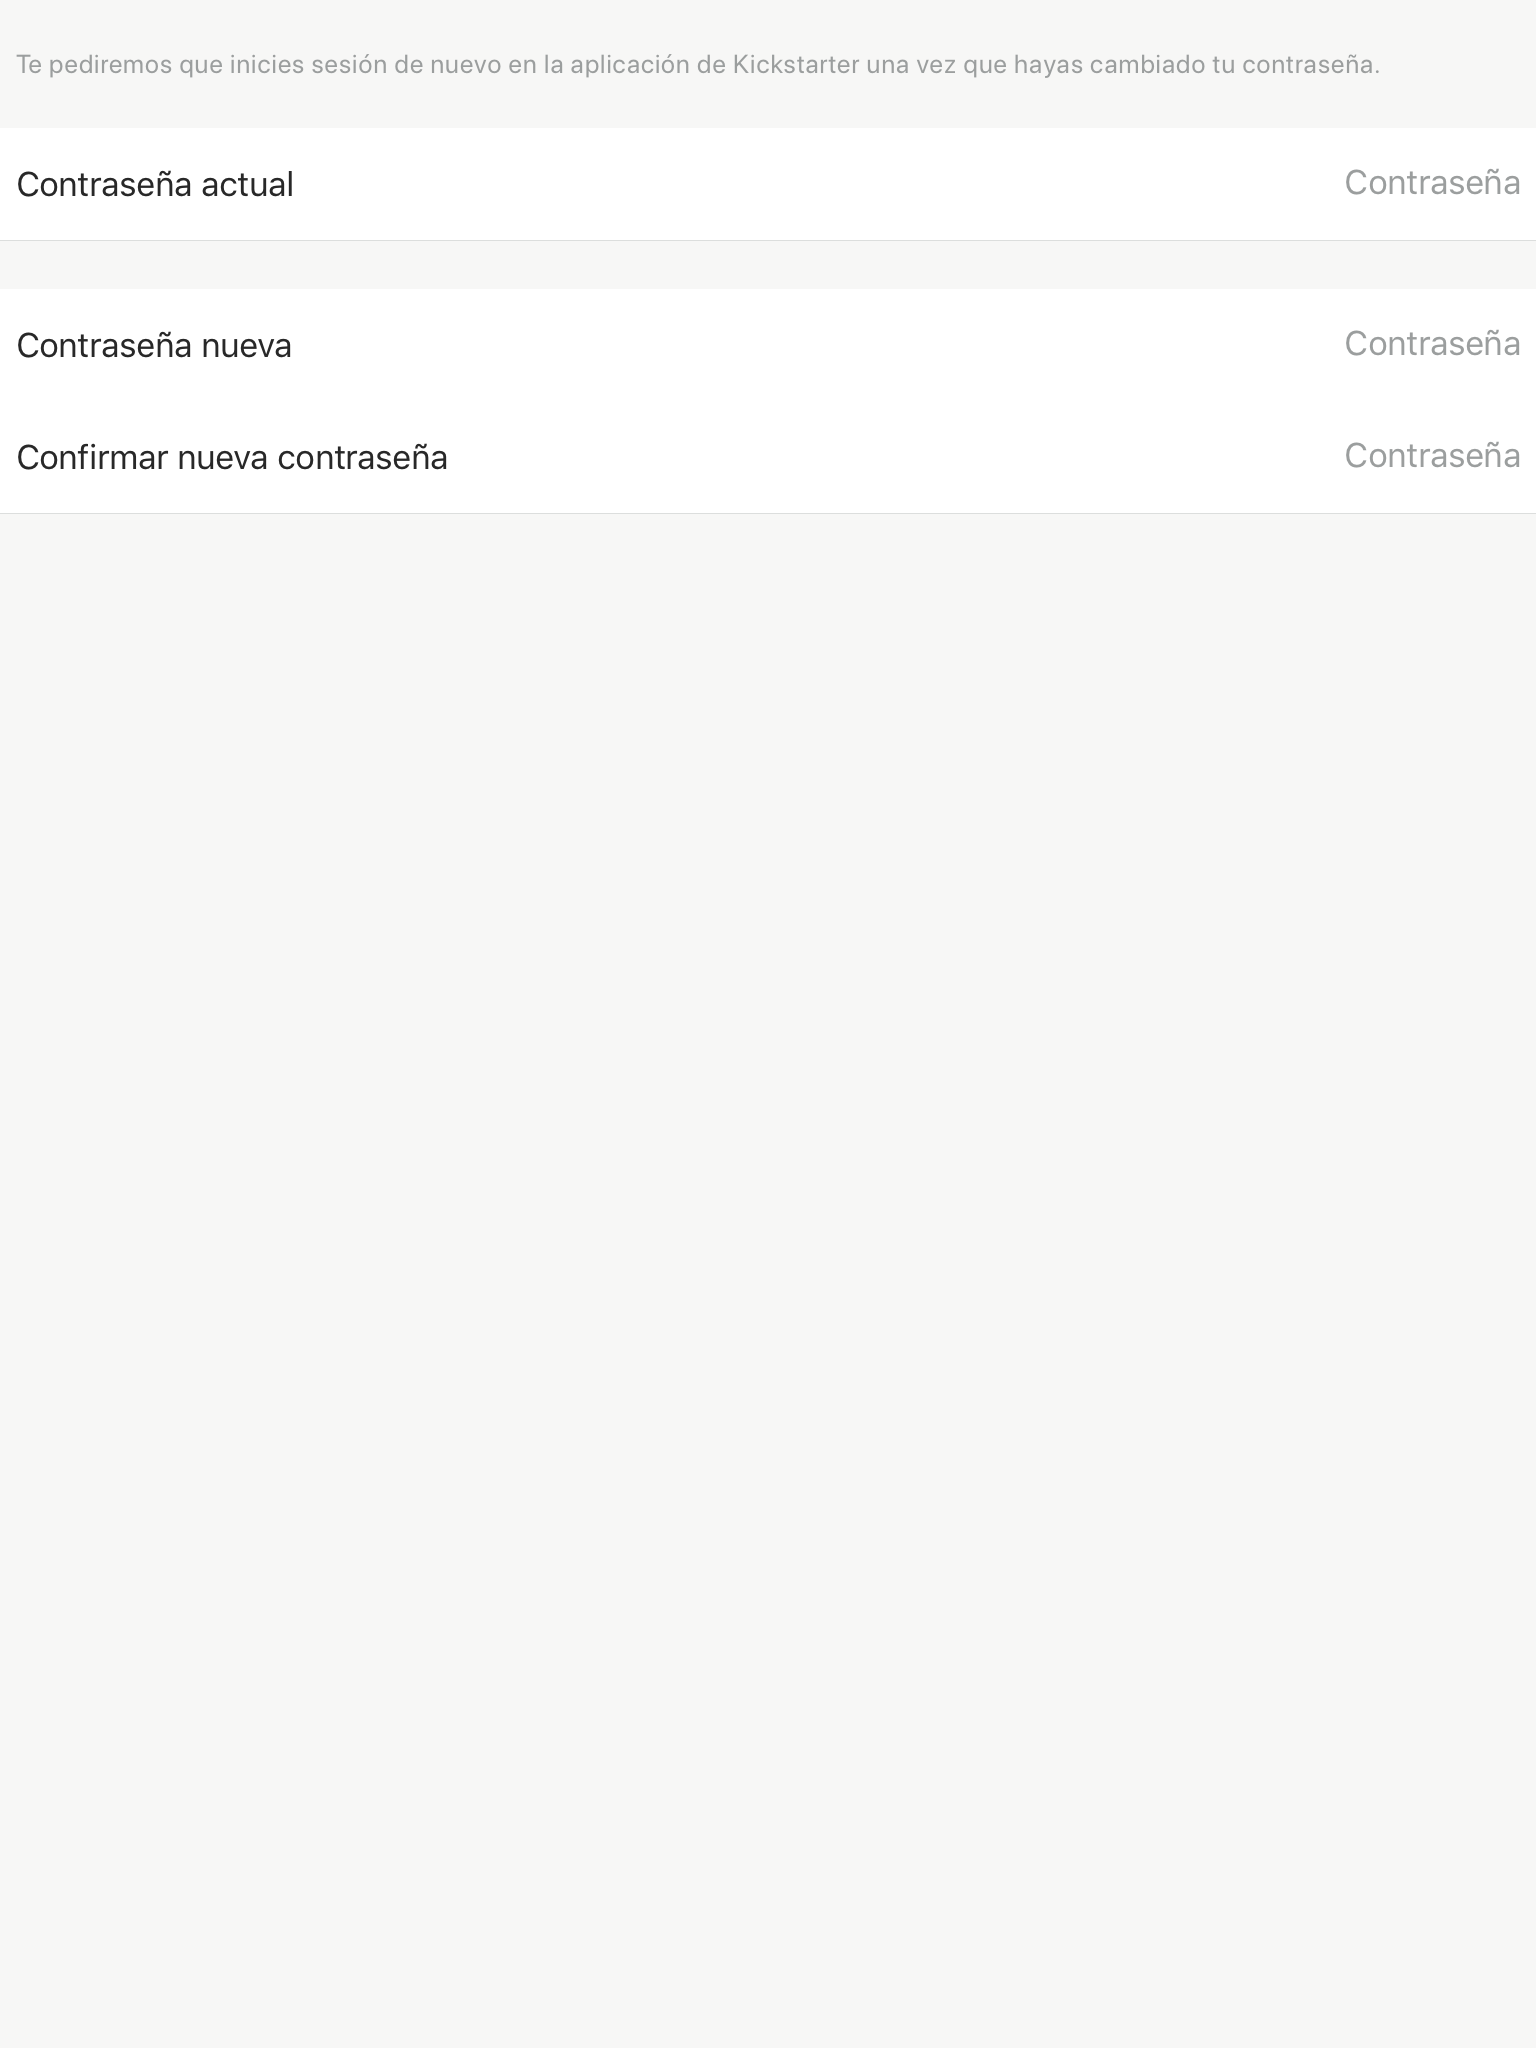 Te pediremos que inicies sesión de nuevo en la aplicación de Kickstarter una vez que hayas cambiado tu contraseña.
Contraseña actual Contraseña
Contraseña nueva Contraseña
Confirmar nueva contraseña Contraseña